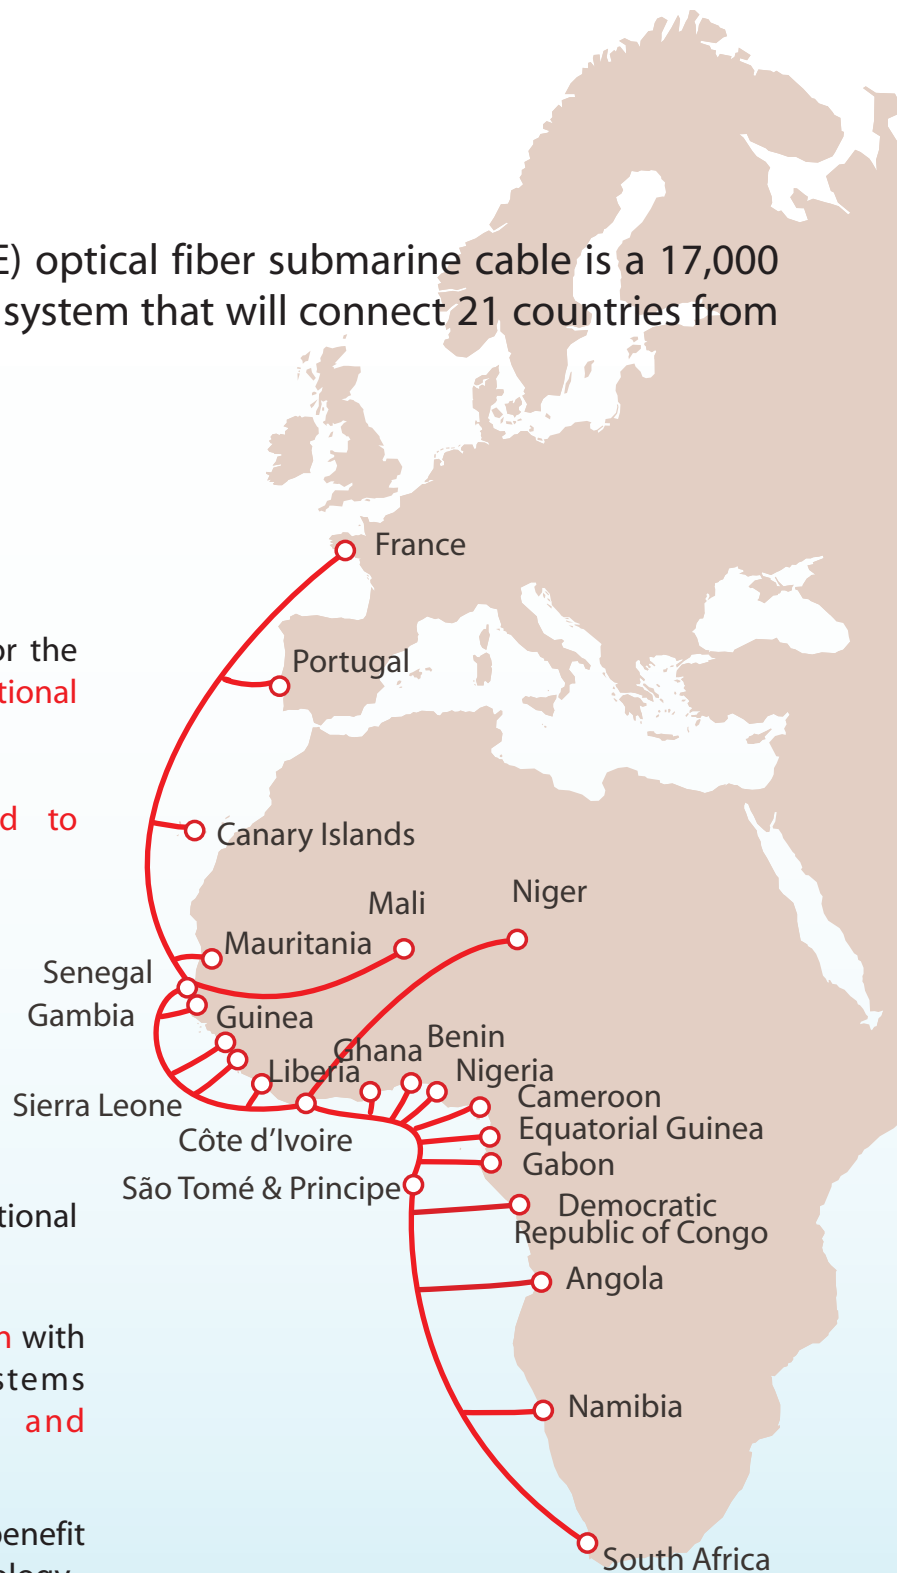 E) optical fiber submarine cable is a 17,000
system that will connect 21 countries from
France
or the
Portugal
tional
d to
Canary Islands
Niger
Mali
Mauritania
Senegal
Gambia
Guinea
Benin
Ghana
Liberia
Nigeria
Cameroon
Sierra Leone
Equatorial Guinea
Côte d'Ivoire
Gabon
São Tomé & Principe
Democratic
Republic of Congo
tional
Angola
n with
stems
and
Namibia
benefit
South Africa